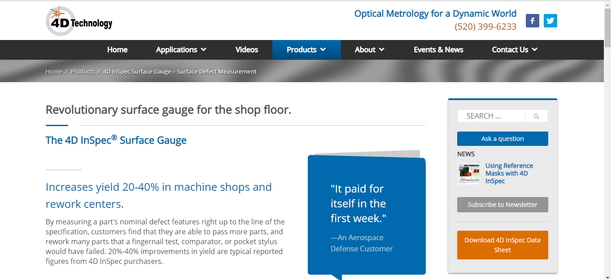 4D Technology
Optical Metrology for a Dynamic World
(520) 399-6233
Home Applications Videos Products About Events & News Contact Us
Home / Products / 4D InSpec Surface Gauge – Surface Defect Measurement
Revolutionary surface gauge for the shop floor.
The 4D InSpec® Surface Gauge
Increases yield 20-40% in machine shops and
rework centers.
By measuring a part's nominal defect features right up to the line of the
specification, customers find that they are able to pass more parts, and
rework many parts that a fingernail test, comparator, or pocket stylus
would have failed. 20%-40% improvements in yield are typical reported
figures from 4D InSpec purchasers.
"It paid for
itself in the
first week."
—An Aerospace
Defense Customer
SEARCH ...
Ask a question
NEWS
Using Reference
Masks with 4D
InSpec
Subscribe to Newsletter
Download 4D InSpec Data
Sheet